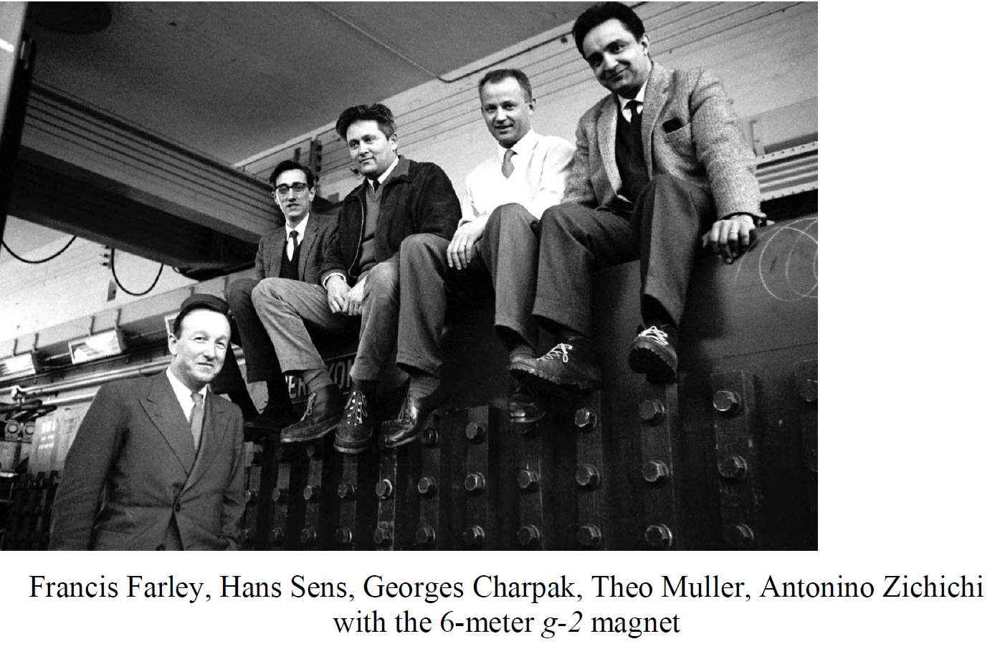 Francis Farley, Hans Sens, Georges Charpak, Theo Muller, Antonino Zichichi
with the 6-meter g-2 magnet